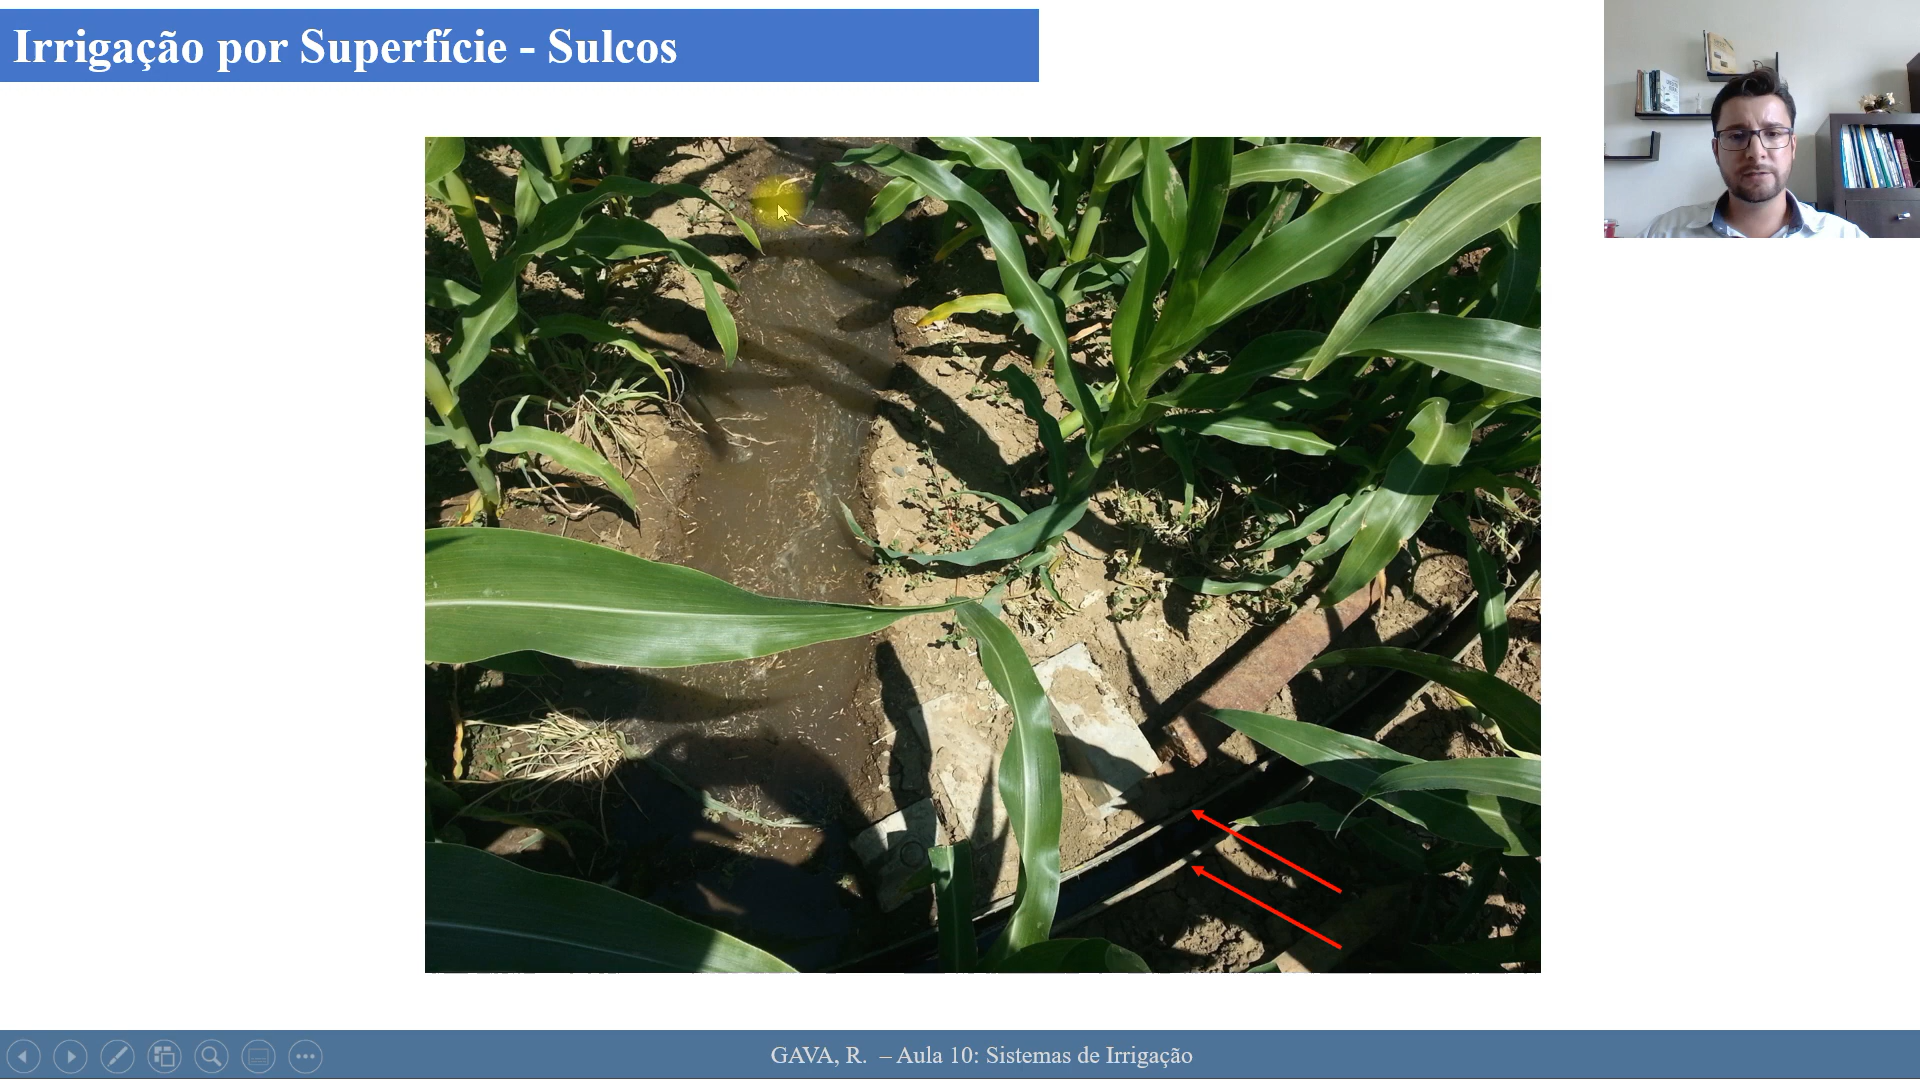 Irrigação por Superfície - Sulcos
GAVA, R. – Aula 10: Sistemas de Irrigação